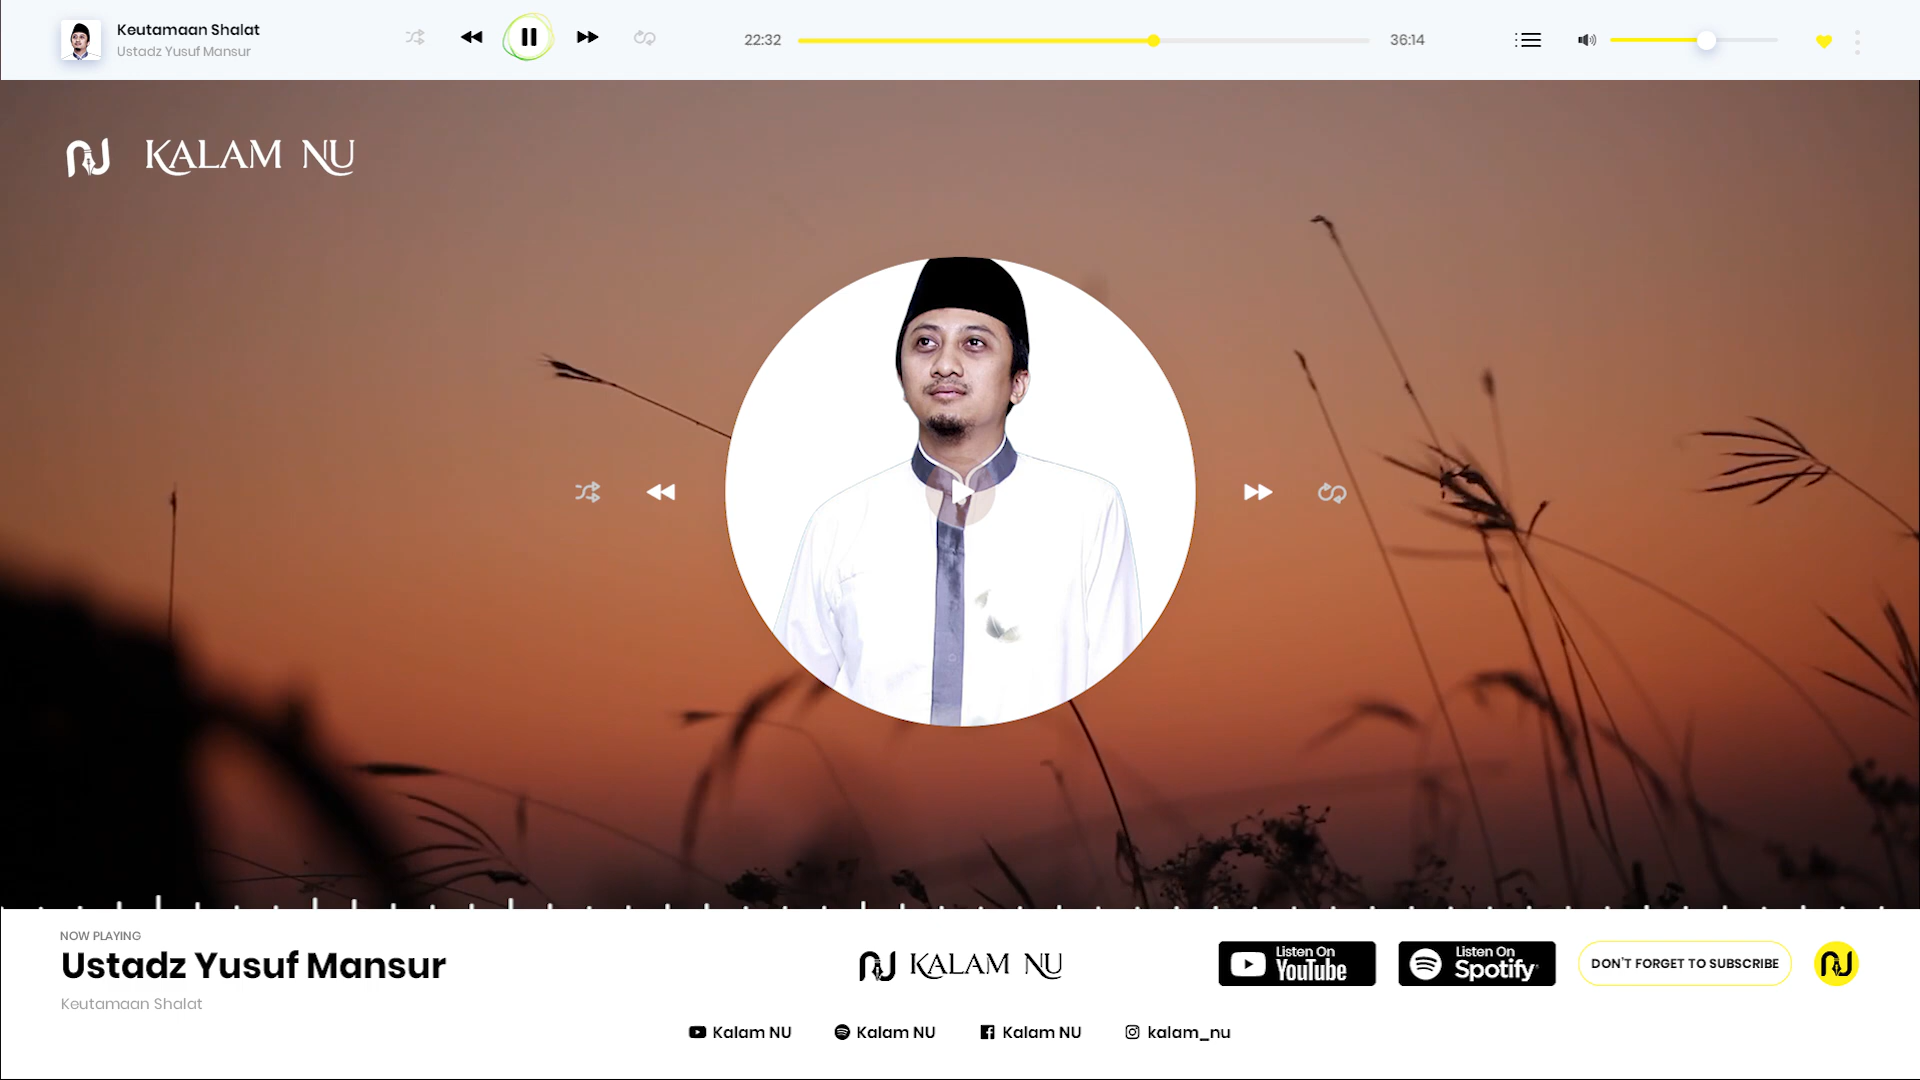 Keutamaan Shalat
Ustadz Yusuf Mansur
22:32
36:14
KALAM NU
NOW PLAYING
Ustadz Yusuf Mansur
Keutamaan Shalat
KALAM NU
Listen On
YouTube
Listen On
Spotify
DON'T FORGET TO SUBSCRIBE
Kalam NU
Kalam NU
Kalam NU
kalam_nu